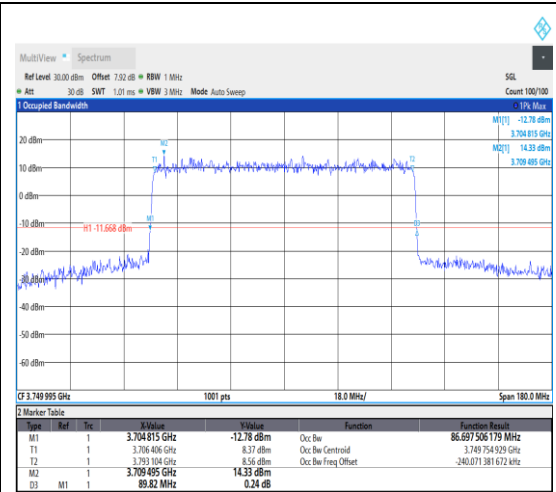 MultiView Spectrum
Ref Level 30.00 dBm Offset 7.92 dB RBW 1 MHz SGL
Att 30 dB SWT 1.01 ms VBW 3 MHz Mode Auto Sweep Count 100/100
1 Occupied Bandwidth 1Pk Max
M1[1] -12.78 dBm
3.704 815 GHz
M2[1] 14.33 dBm
3.709 495 GHz
20 dBm
M2
T1 T2
10 dBm
0 dBm
M1 D3
-10 dBm
H1 -11.668 dBm
-20 dBm
-30 dBm
-40 dBm
-50 dBm
-60 dBm
CF 3.749 995 GHz 1001 pts 18.0 MHz/ Span 180.0 MHz
2 Marker Table
Type Ref Trc X-Value Y-Value Function Function Result
M1 1 3.704 815 GHz -12.78 dBm Occ Bw 86.697 506 179 MHz
T1 1 3.706 406 GHz 8.37 dBm Occ Bw Centroid 3.749 754 929 GHz
T2 1 3.793 104 GHz 8.56 dBm Occ Bw Freq Offset -240.071 381 672 kHz
M2 1 3.709 495 GHz 14.33 dBm
D3 M1 1 89.82 MHz 0.24 dB